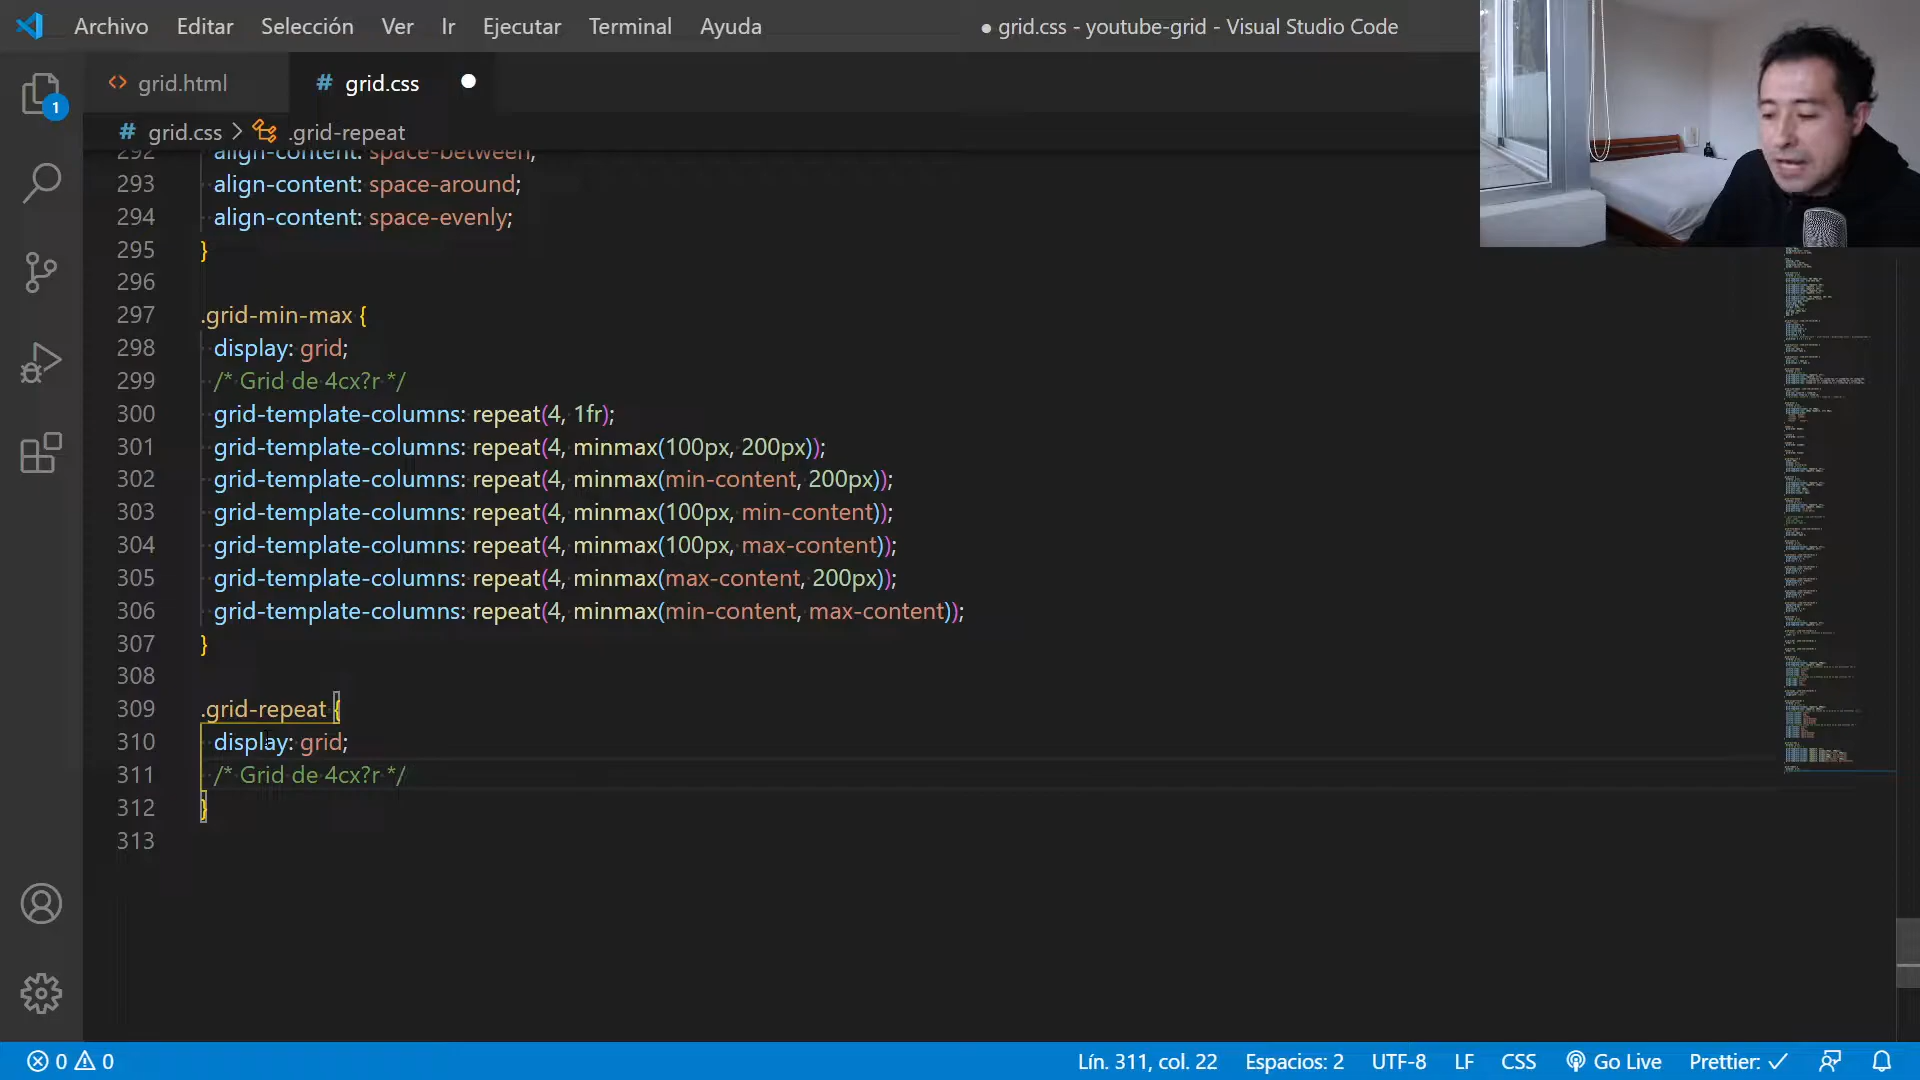 Archivo Editar Selección Ver Ir Ejecutar Terminal Ayuda ● grid.css - youtube-grid - Visual Studio Code
<> grid.html # grid.css ●
# grid.css > .grid-repeat
1
292 align-content: space-between;
293 align-content: space-around;
294 align-content: space-evenly;
295 }
296
297 .grid-min-max {
298 display: grid;
299 /* Grid de 4cx?r */
300 grid-template-columns: repeat(4, 1fr);
301 grid-template-columns: repeat(4, minmax(100px, 200px));
302 grid-template-columns: repeat(4, minmax(min-content, 200px));
303 grid-template-columns: repeat(4, minmax(100px, min-content));
304 grid-template-columns: repeat(4, minmax(100px, max-content));
305 grid-template-columns: repeat(4, minmax(max-content, 200px));
306 grid-template-columns: repeat(4, minmax(min-content, max-content));
307 }
308
309 .grid-repeat {
310 display: grid;
311 /* Grid de 4cx?r */
312 }
313
0 0 Lín. 311, col. 22 Espacios: 2 UTF-8 LF CSS Go Live Prettier: ✓